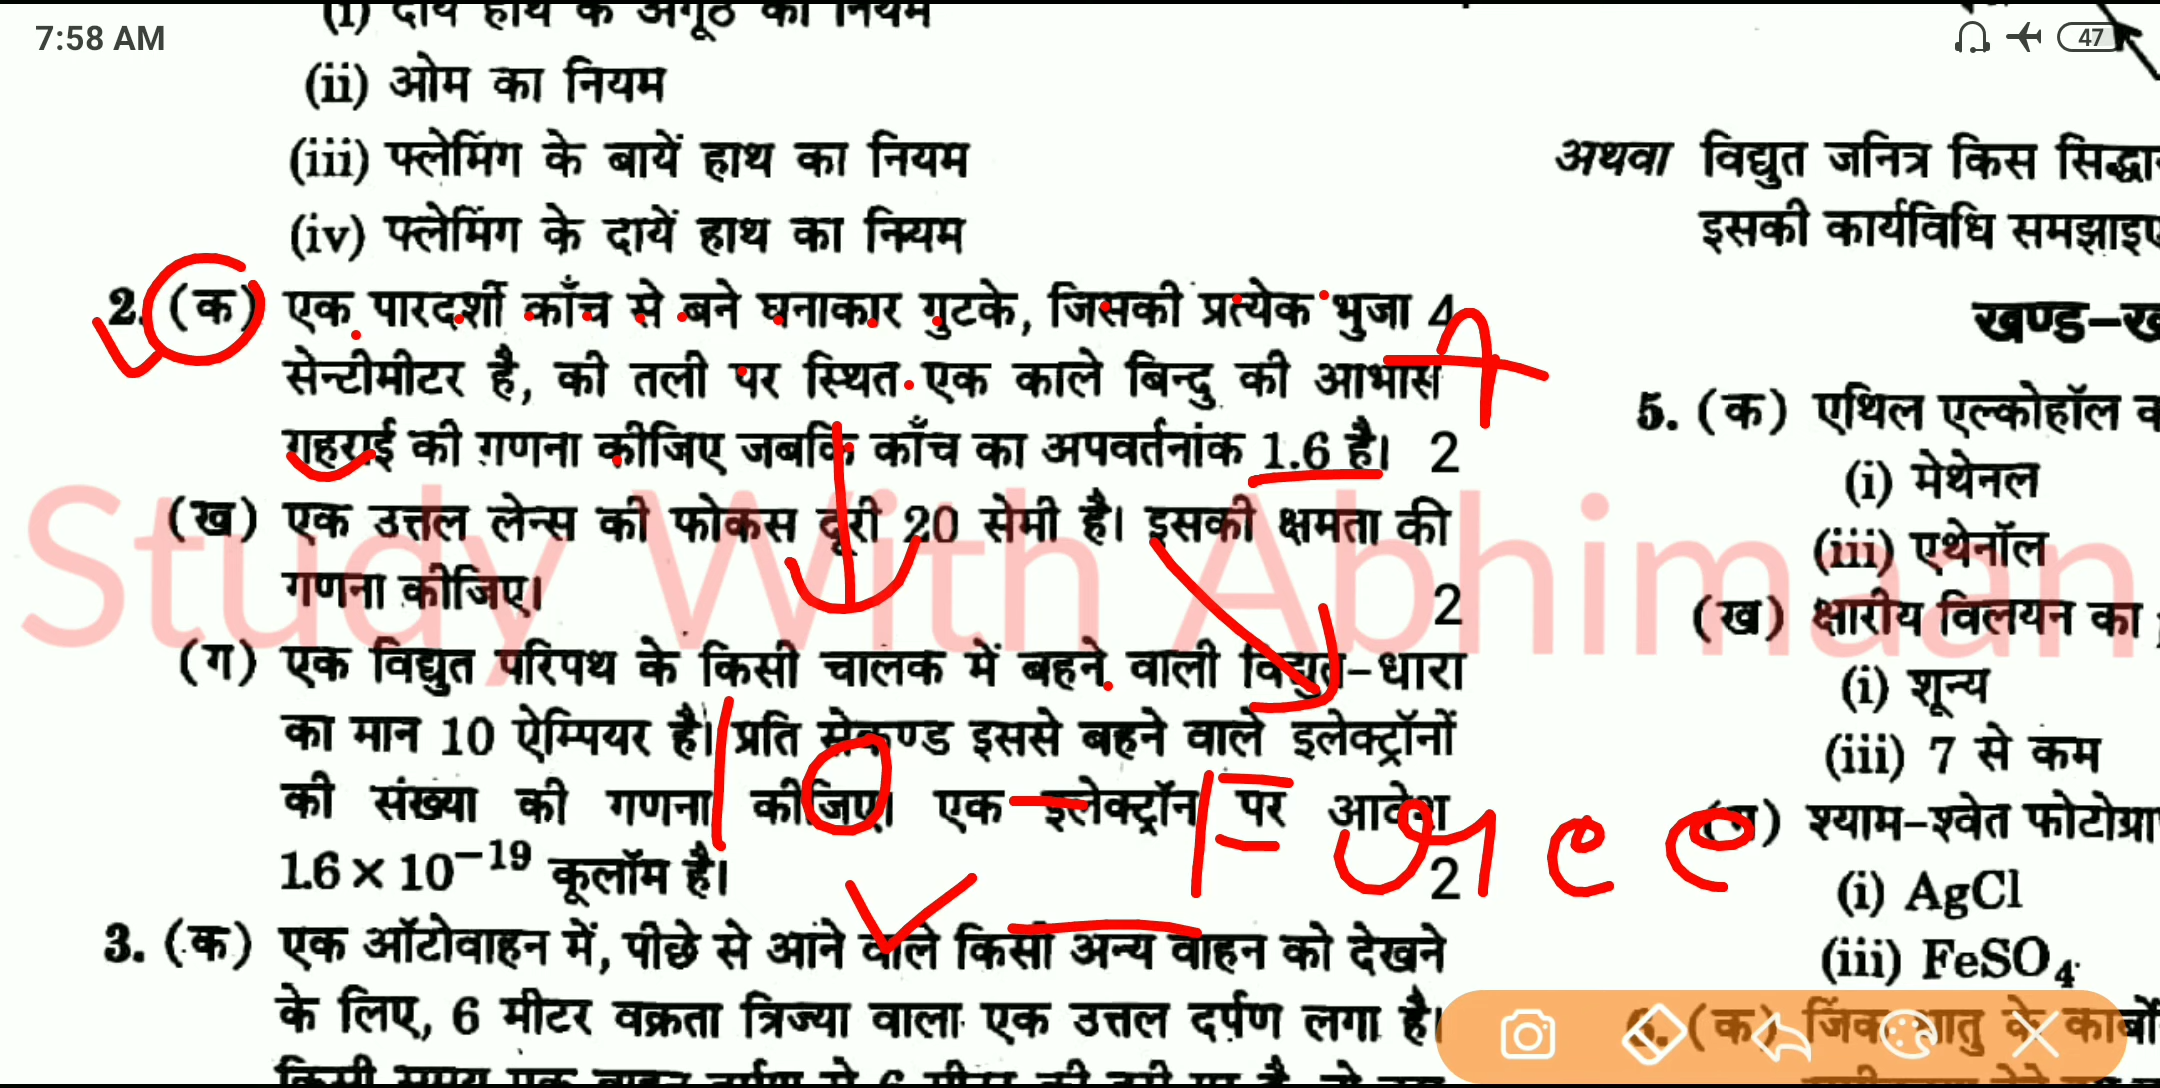 7:58 AM
47
(i) दायें हाथ के अंगूठे का नियम
(ii) ओम का नियम
(iii) फ्लेमिंग के बायें हाथ का नियम
(iv) फ्लेमिंग के दायें हाथ का नियम
2. (क) एक पारदर्शी काँच से बने घनाकार गुटके, जिसकी प्रत्येक भुजा 4
सेन्टीमीटर है, की तली पर स्थित एक काले बिन्दु की आभासी
गहराई की गणना कीजिए जबकि काँच का अपवर्तनांक 1.6 है। 2
(ख) एक उत्तल लेन्स की फोकस दूरी 20 सेमी है। इसकी क्षमता की
गणना कीजिए। 2
(ग) एक विद्युत परिपथ के किसी चालक में बहने वाली विद्युत-धारा
का मान 10 ऐम्पियर है। प्रति सेकण्ड इससे बहने वाले इलेक्ट्रॉनों
की संख्या की गणना कीजिए। एक इलेक्ट्रॉन पर आवेश
1.6 × 10⁻¹⁹ कूलॉम है। 2
3. (क) एक ऑटोवाहन में, पीछे से आने वाले किसी अन्य वाहन को देखने
के लिए, 6 मीटर वक्रता त्रिज्या वाला एक उत्तल दर्पण लगा है।
Study With Abhimaan
10
अथवा विद्युत जनित्र किस
इसकी कार्यविधि
खण्ड-ख
5. (क) एथिल एल्कोहॉल
(i) मेथेनल
(iii) एथेनॉल
(ख) क्षारीय विलयन का
(i) शून्य
(iii) 7 से कम
श्याम-श्वेत
(i) AgCl
(iii) FeSO₄
(क) जिंक धातु के